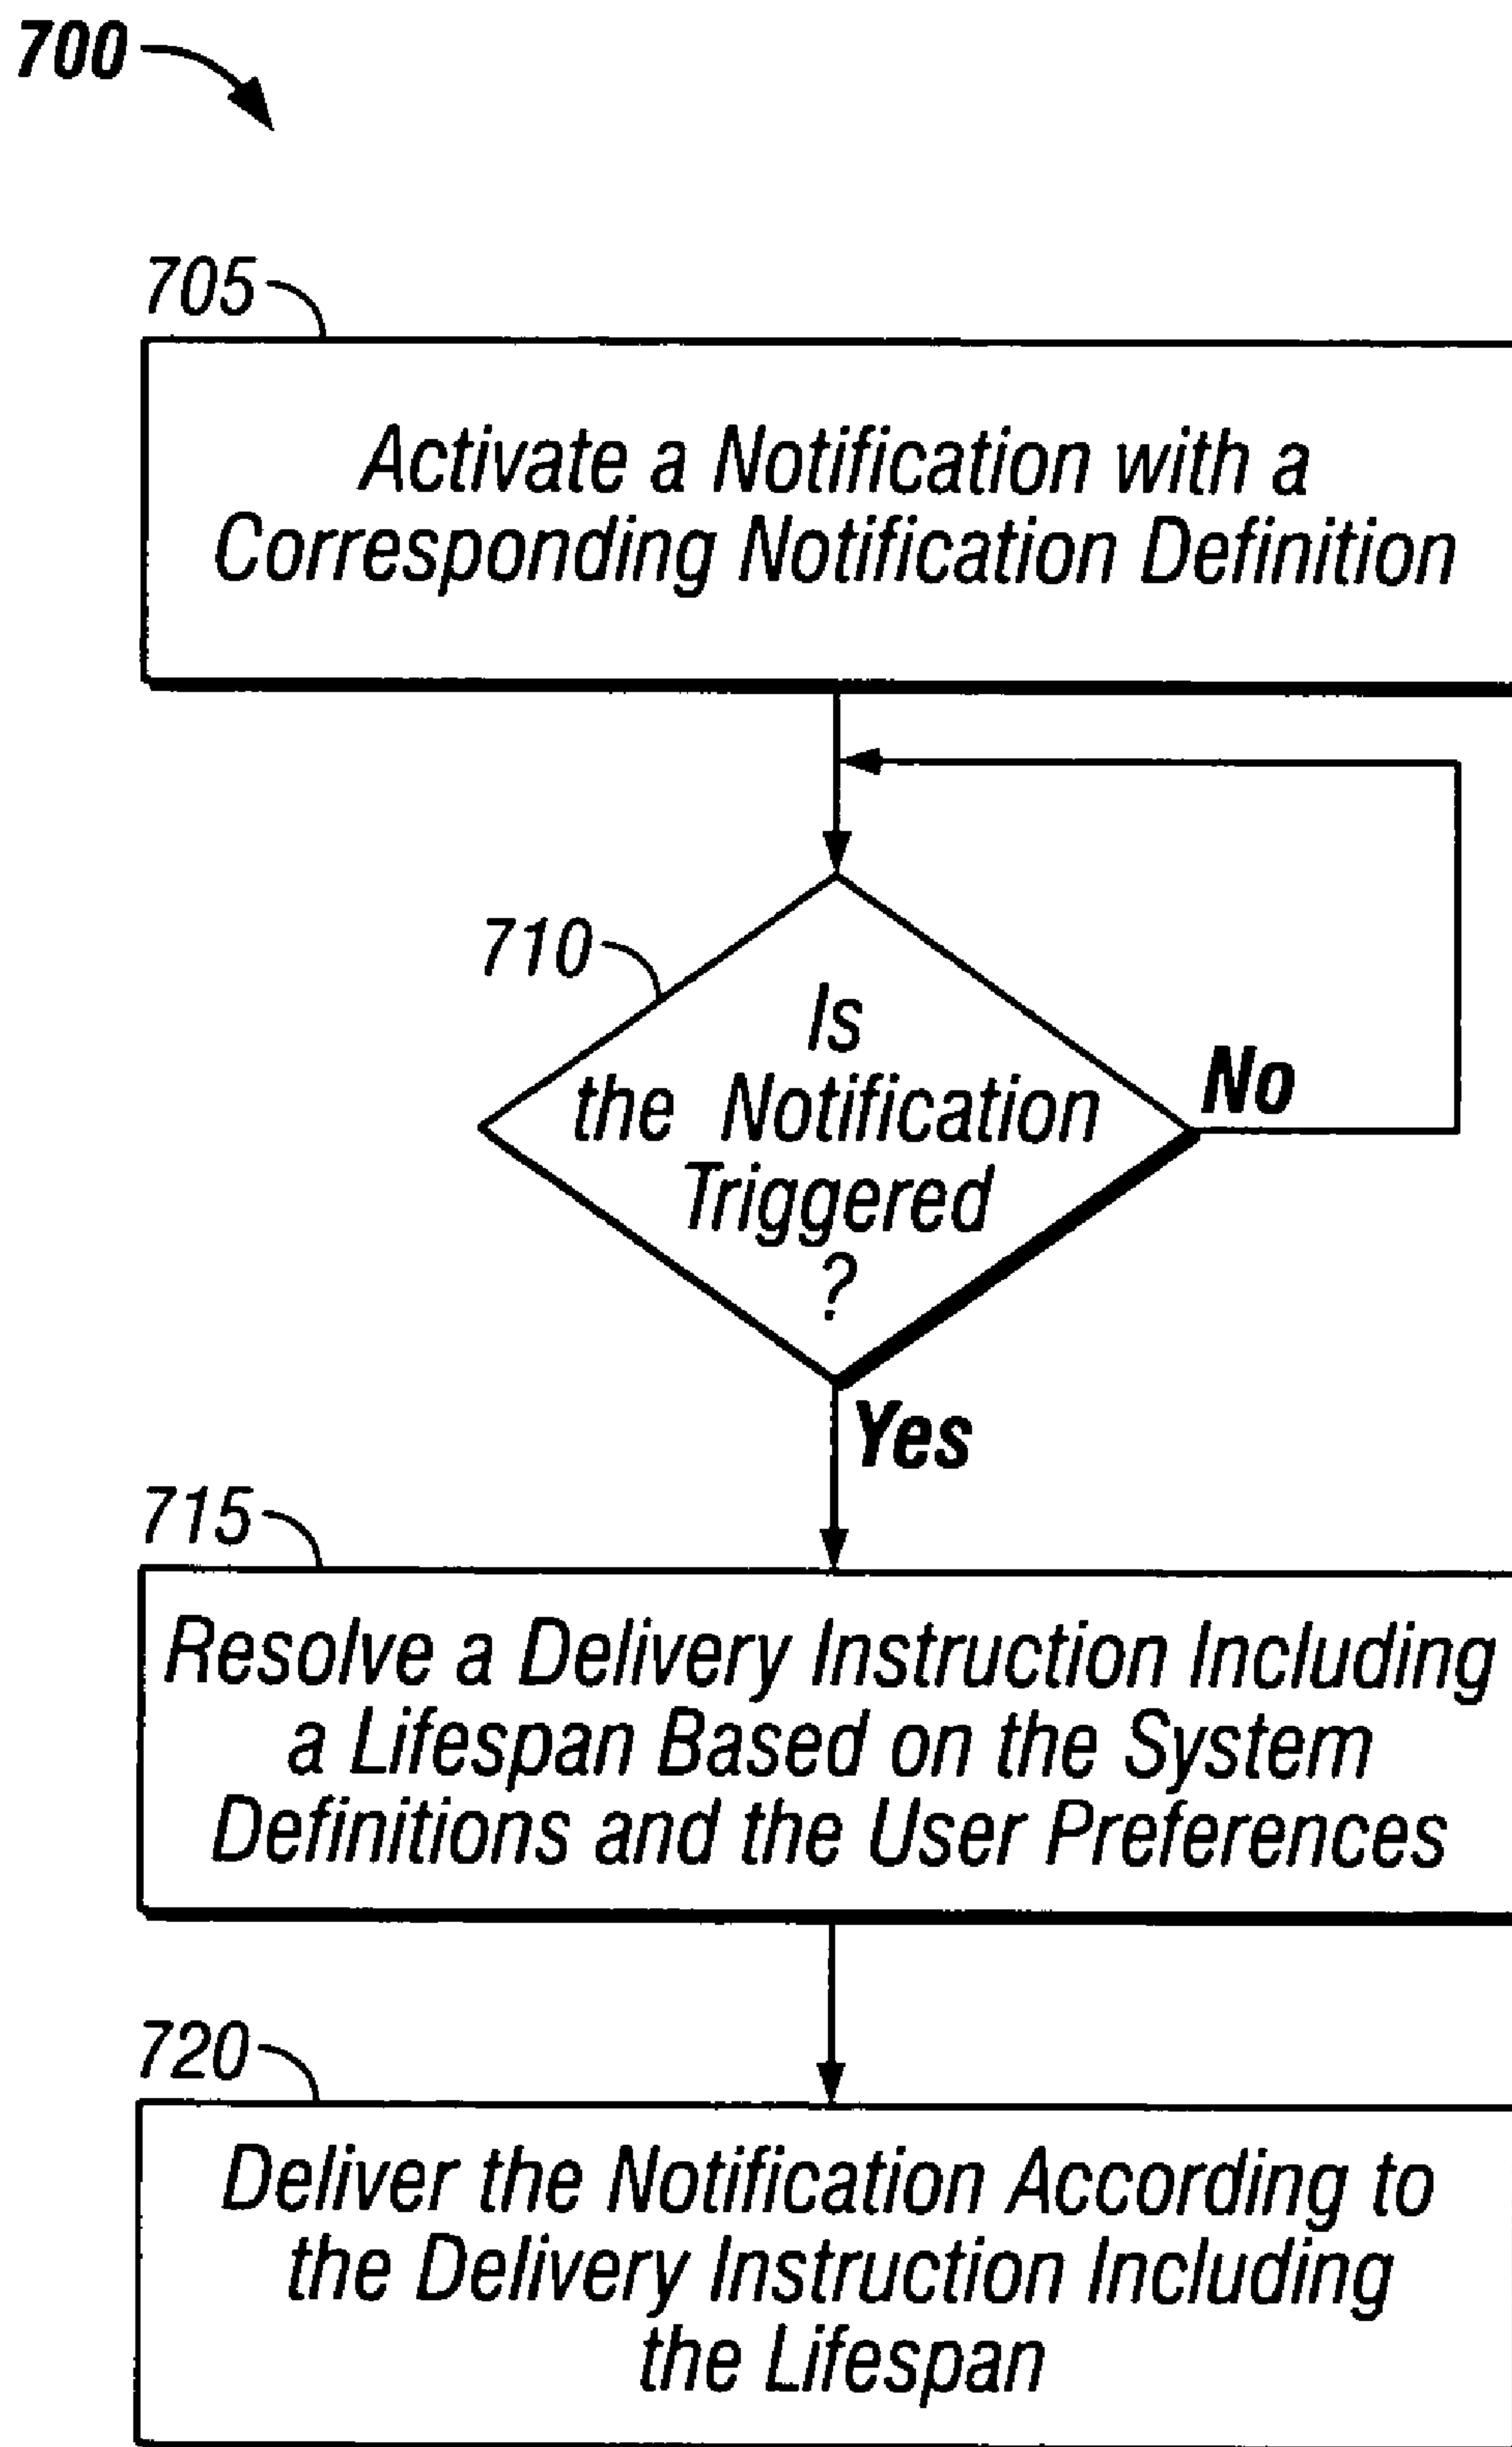 700
705
Activate a Notification with a
Corresponding Notification Definition
710
Is
the Notification
Triggered
?
No
Yes
715
Resolve a Delivery Instruction Including
a Lifespan Based on the System
Definitions and the User Preferences
720
Deliver the Notification According to
the Delivery Instruction Including
the Lifespan